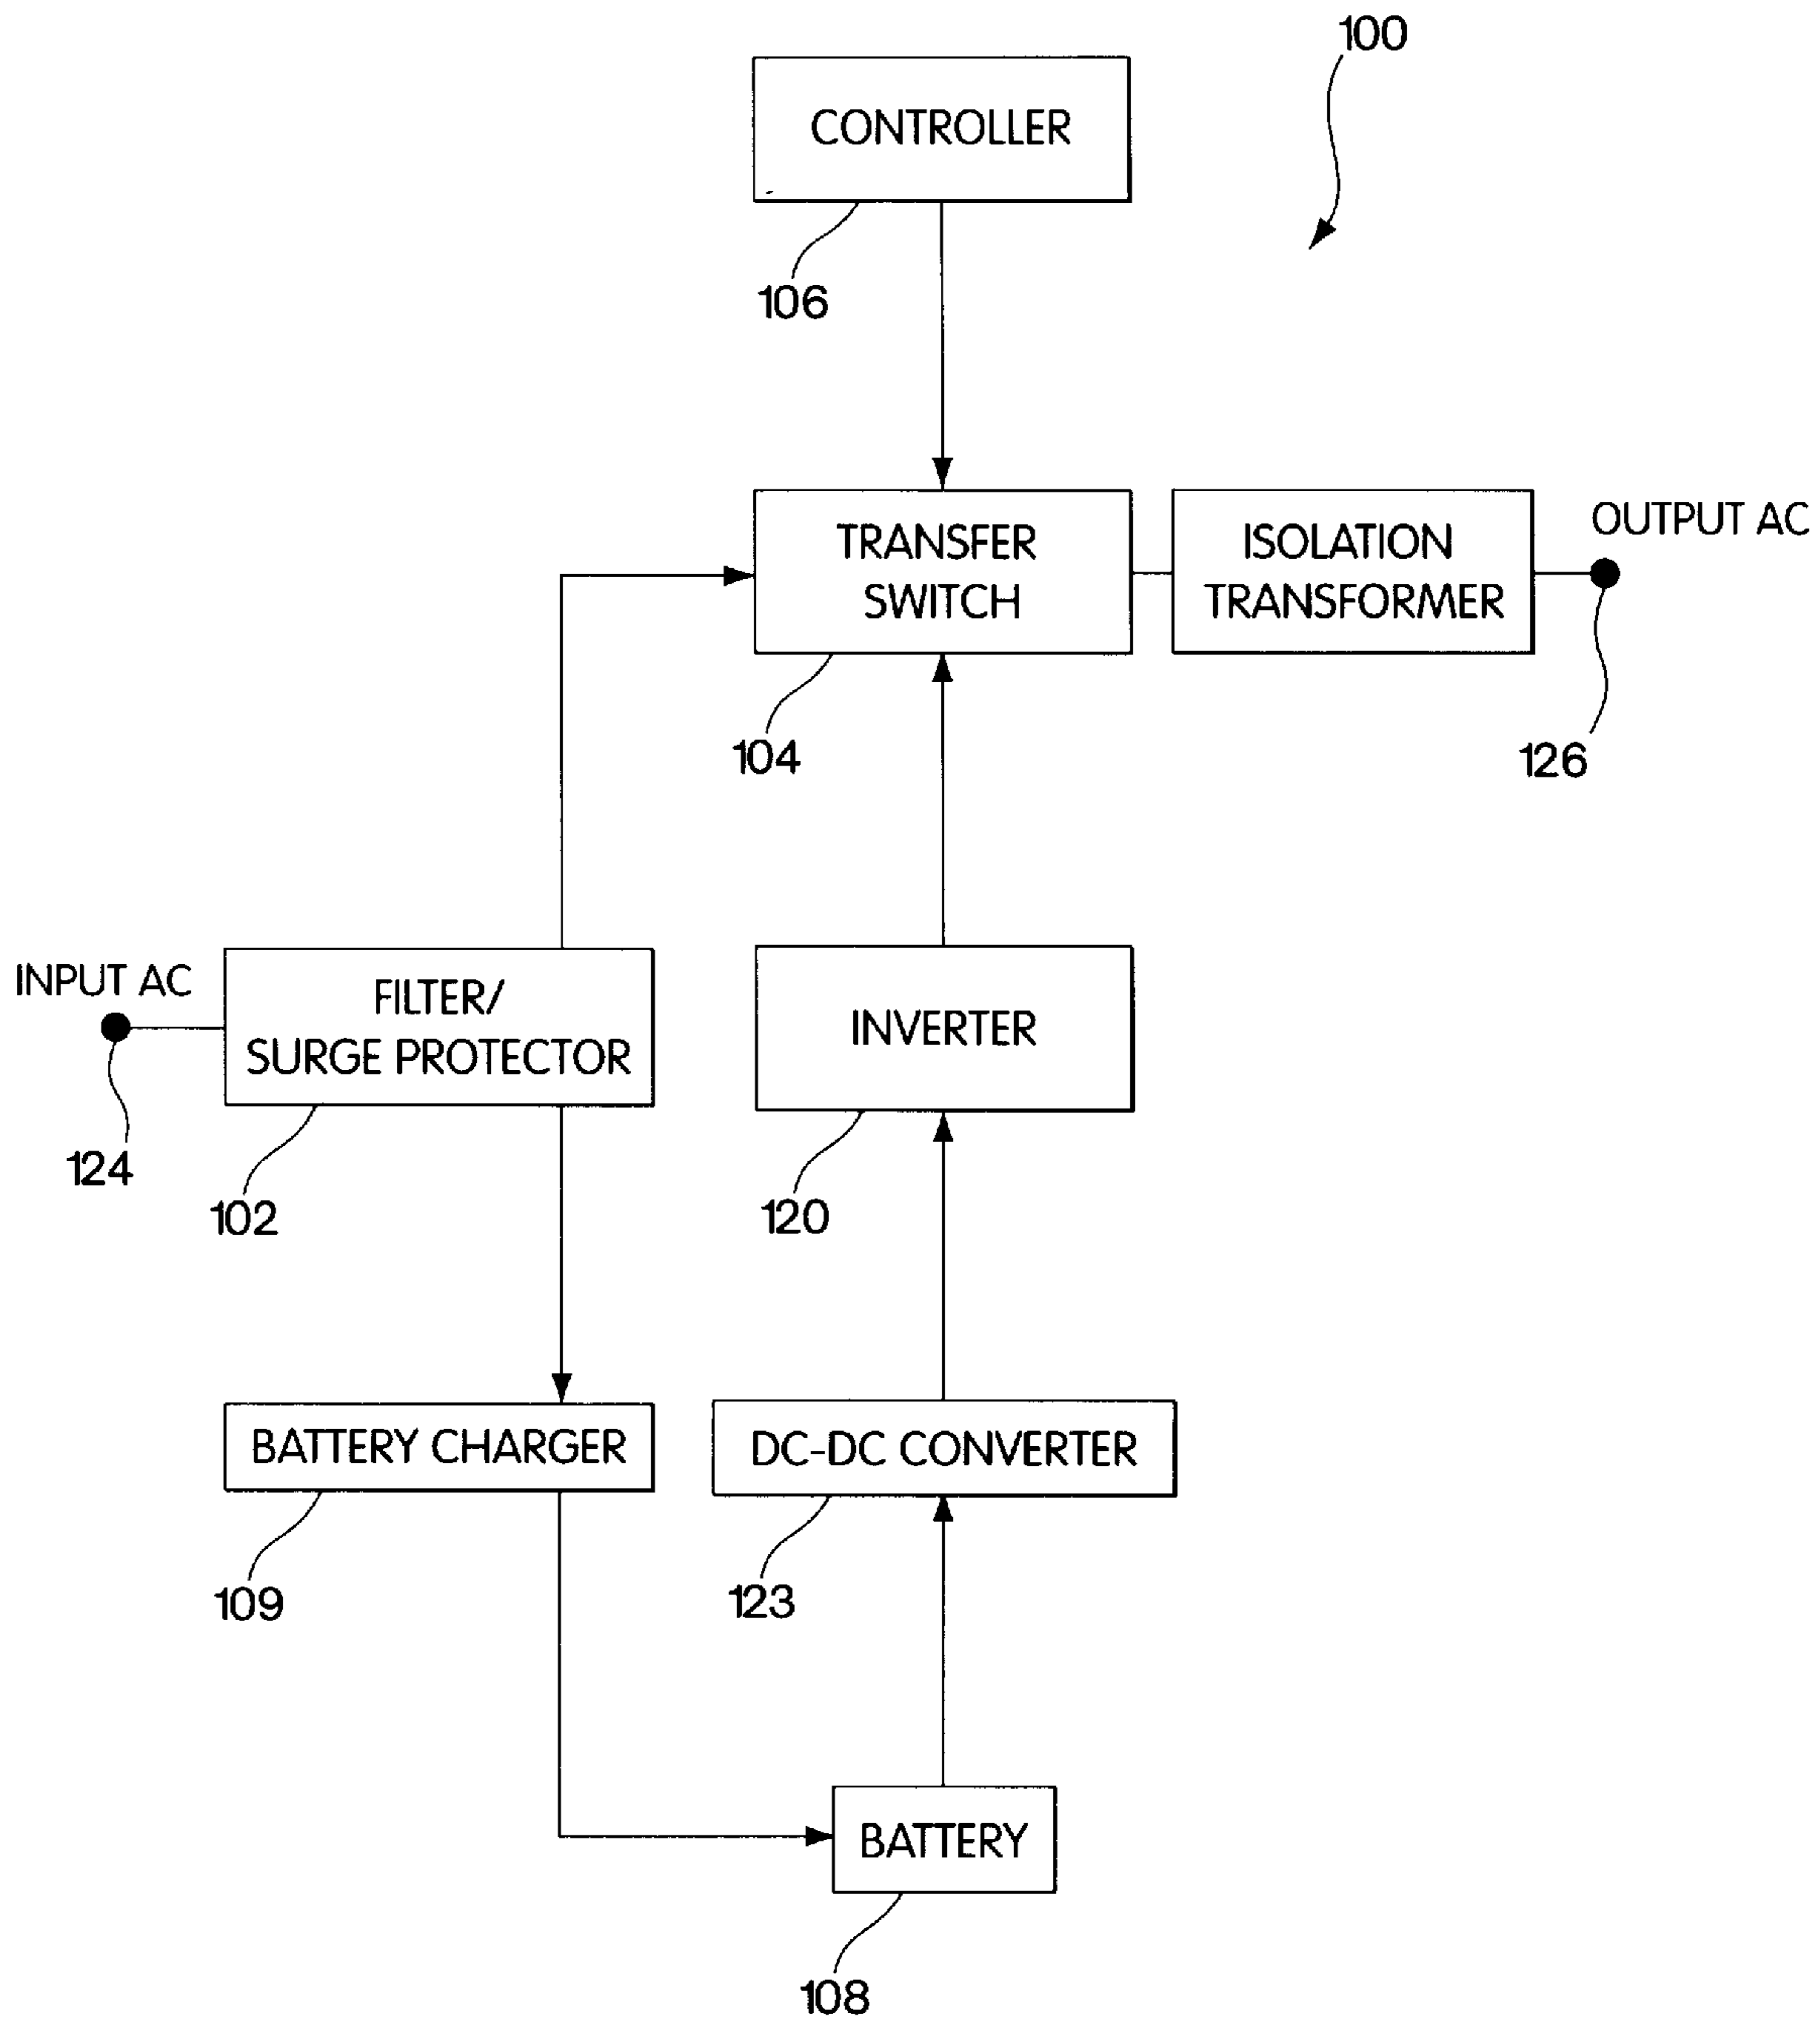 100
CONTROLLER
106
TRANSFER
SWITCH
104
ISOLATION
TRANSFORMER
OUTPUT AC
126
INPUT AC
124
FILTER/
SURGE PROTECTOR
102
INVERTER
120
BATTERY CHARGER
109
DC-DC CONVERTER
123
BATTERY
108